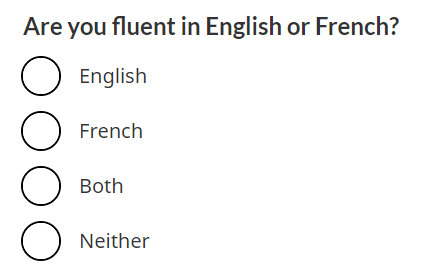 Are you fluent in English or French?
English
French
Both
Neither